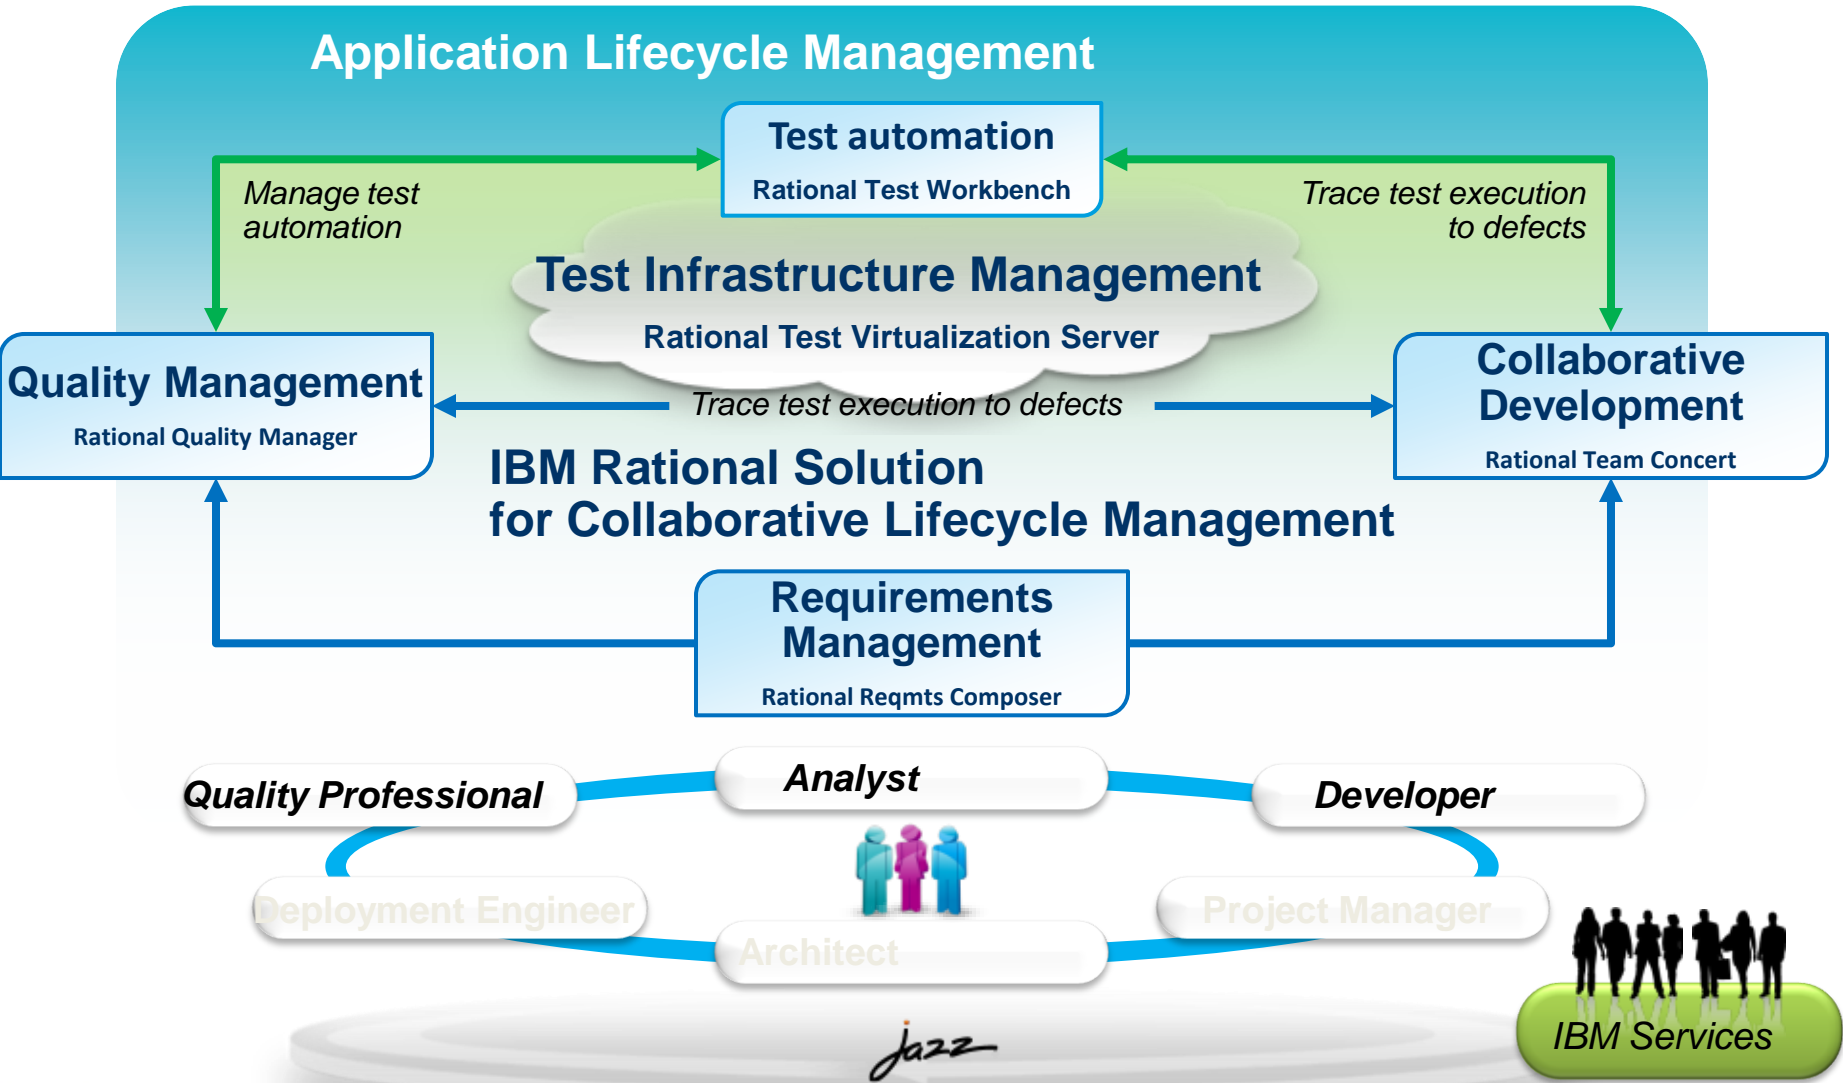 Application Lifecycle Management
Test automation
Rational Test Workbench
Manage test
automation
Trace test execution
to defects
Test Infrastructure Management
Rational Test Virtualization Server
Quality Management
Rational Quality Manager
Trace test execution to defects
Collaborative
Development
Rational Team Concert
IBM Rational Solution
for Collaborative Lifecycle Management
Requirements
Management
Rational Reqmts Composer
Quality Professional
Analyst
Developer
Deployment Engineer
Architect
Project Manager
jazz
IBM Services